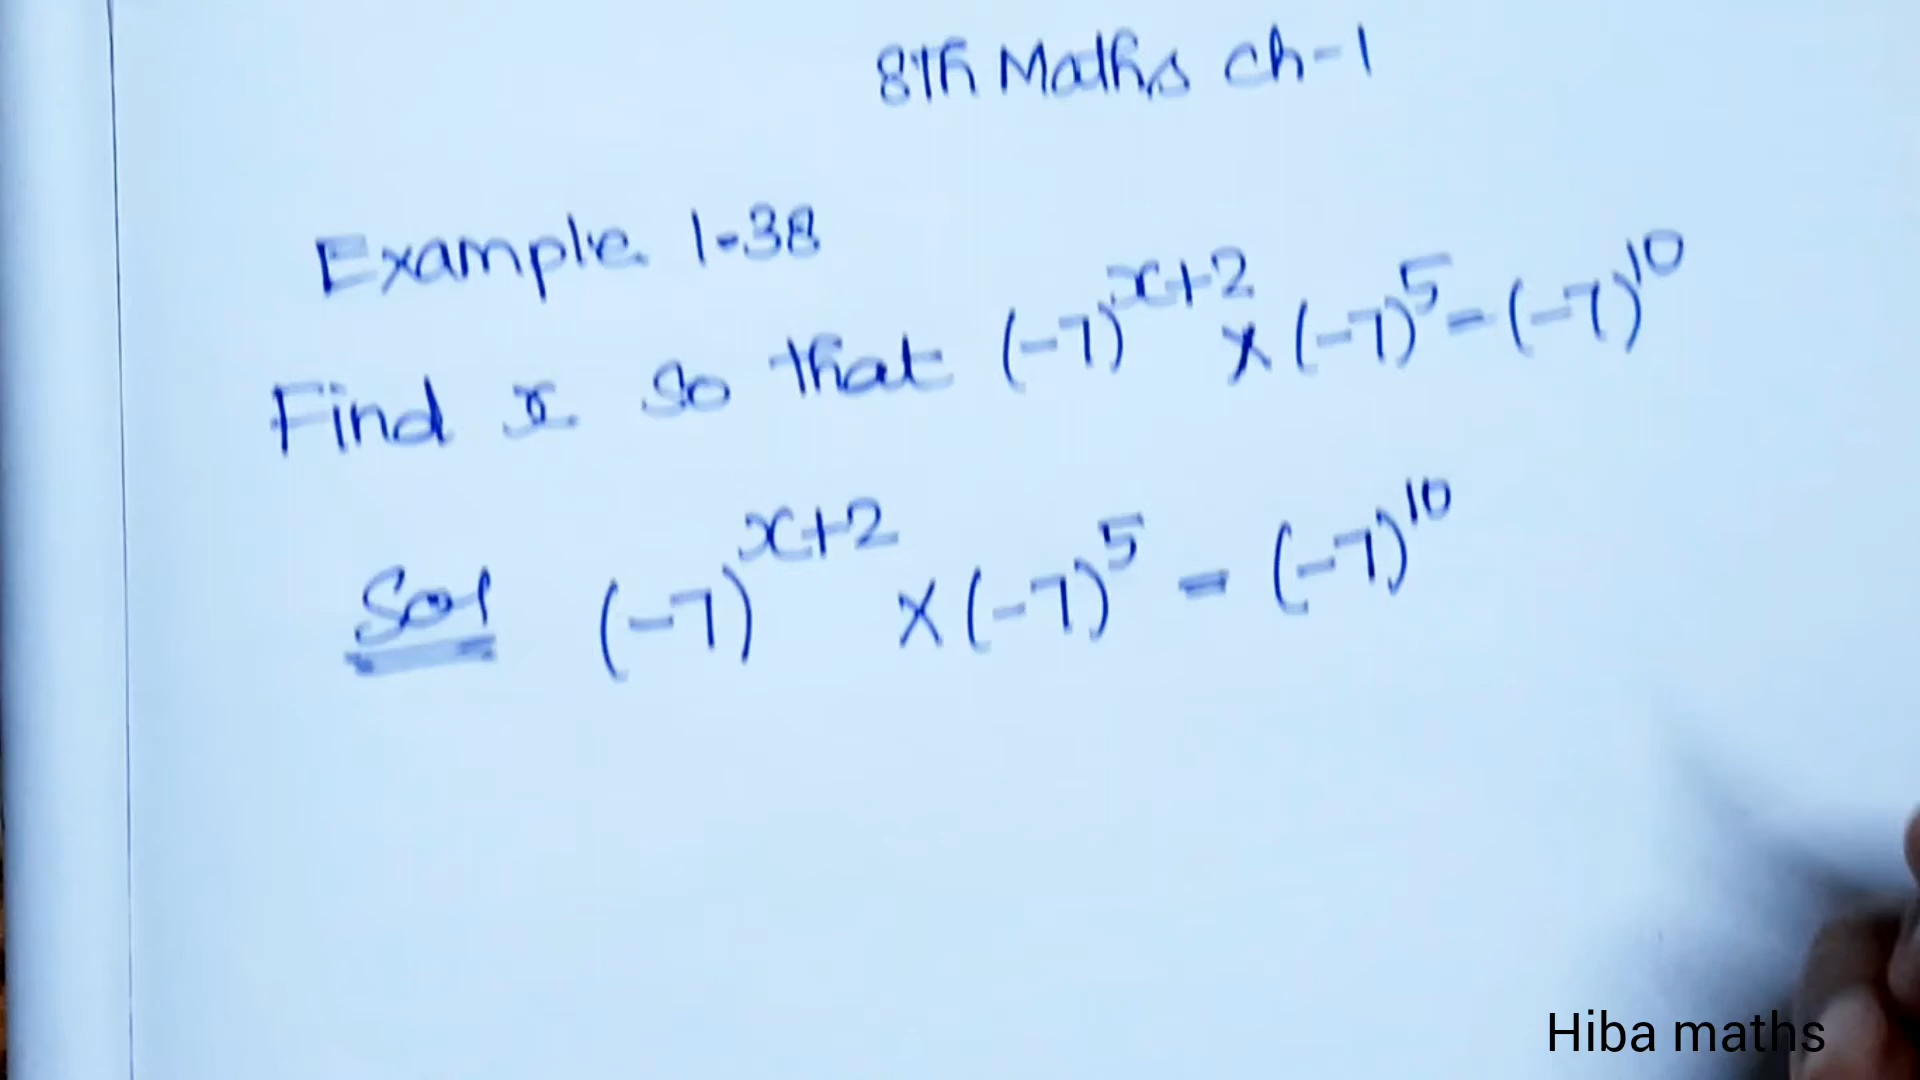 8th Maths ch-1
Example 1.38
Find x so that (-7)^{x+2} × (-7)^5 = (-7)^{10}
Sol (-7)^{x+2} × (-7)^5 = (-7)^{10}
Hiba maths